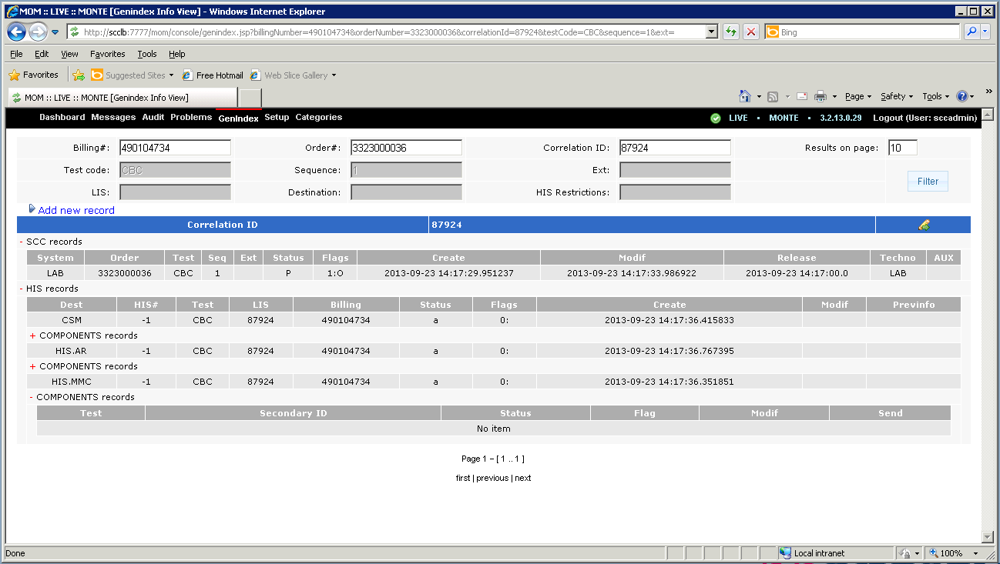 MOM :: LIVE :: MONTE [Genindex Info View] - Windows Internet Explorer
http://scclb:7777/mom/console/genindex.jsp?billingNumber=490104734&orderNumber=3323000036&correlationId=87924&testCode=CBC&sequence=1&ext= Bing
File Edit View Favorites Tools Help
Favorites Suggested Sites Free Hotmail Web Slice Gallery
MOM :: LIVE :: MONTE [Genindex Info View] Page Safety Tools
Dashboard Messages Audit Problems GenIndex Setup Categories LIVE • MONTE • 3.2.13.0.29 Logout (User: sccadmin)
Billing#: 490104734 Order#: 3323000036 Correlation ID: 87924 Results on page: 10
Test code: CBC Sequence: 1 Ext:
LIS: Destination: HIS Restrictions: Filter
Add new record
Correlation ID 87924
- SCC records
System Order Test Seq Ext Status Flags Create Modif Release Techno AUX
LAB 3323000036 CBC 1 P 1:O 2013-09-23 14:17:29.951237 2013-09-23 14:17:33.986922 2013-09-23 14:17:00.0 LAB
- HIS records
Dest HIS# Test LIS Billing Status Flags Create Modif Previnfo
CSM -1 CBC 87924 490104734 a 0: 2013-09-23 14:17:36.415833
+ COMPONENTS records
HIS.AR -1 CBC 87924 490104734 a 0: 2013-09-23 14:17:36.767395
+ COMPONENTS records
HIS.MMC -1 CBC 87924 490104734 a 0: 2013-09-23 14:17:36.351851
- COMPONENTS records
Test Secondary ID Status Flag Modif Send
No item
Page 1 – [ 1 .. 1 ]
first | previous | next
Done Local intranet 100%